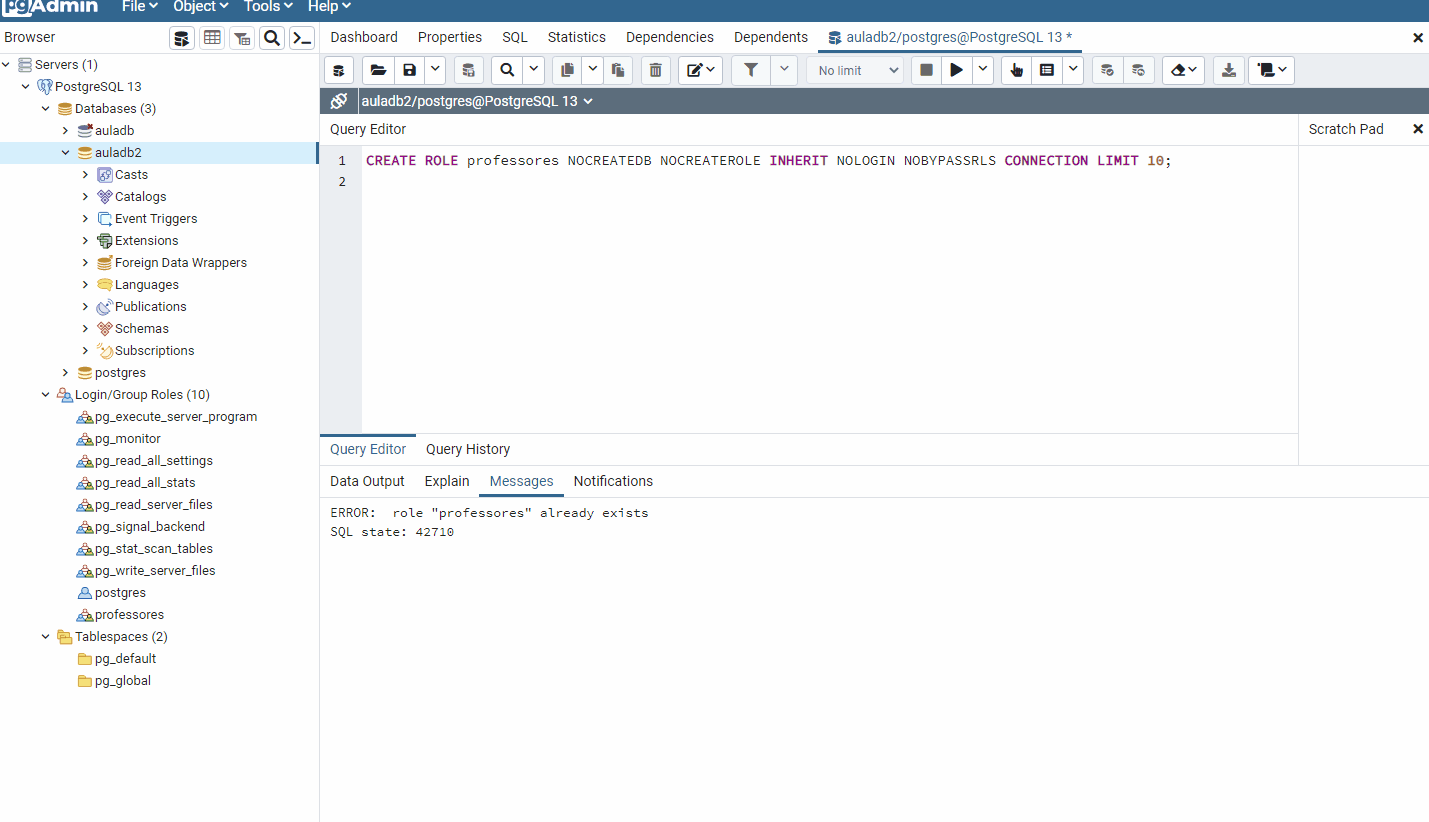 pgAdmin File Object Tools Help
Browser
Dashboard Properties SQL Statistics Dependencies Dependents auladb2/postgres@PostgreSQL 13 *
No limit
auladb2/postgres@PostgreSQL 13
Servers (1)
PostgreSQL 13
Databases (3)
auladb
auladb2
Casts
Catalogs
Event Triggers
Extensions
Foreign Data Wrappers
Languages
Publications
Schemas
Subscriptions
postgres
Login/Group Roles (10)
pg_execute_server_program
pg_monitor
pg_read_all_settings
pg_read_all_stats
pg_read_server_files
pg_signal_backend
pg_stat_scan_tables
pg_write_server_files
postgres
professores
Tablespaces (2)
pg_default
pg_global
Query Editor
Scratch Pad
1 CREATE ROLE professores NOCREATEDB NOCREATEROLE INHERIT NOLOGIN NOBYPASSRLS CONNECTION LIMIT 10;
2
Query Editor Query History
Data Output Explain Messages Notifications
ERROR:  role "professores" already exists
SQL state: 42710